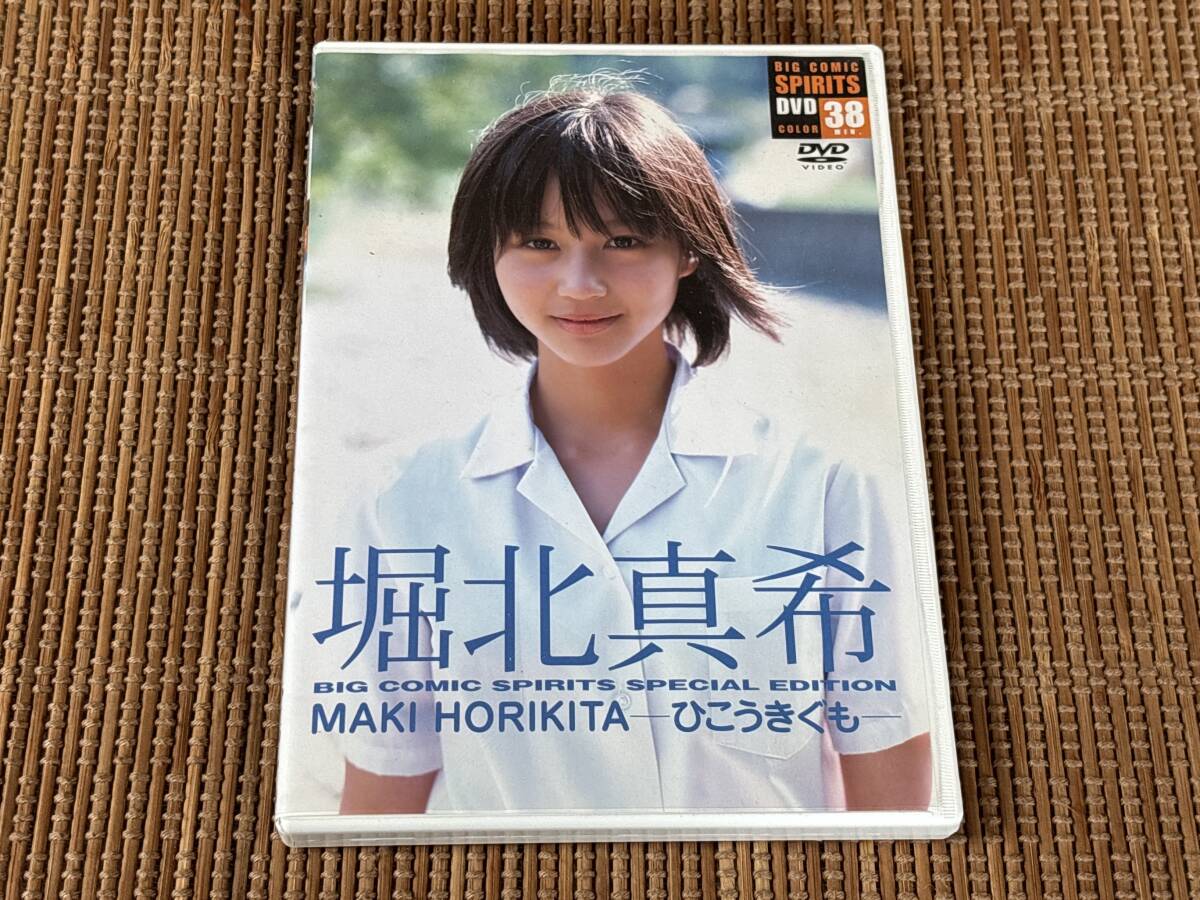 BIG COMIC
SPIRITS
DVD 38
COLOR MIN.
DVD
VIDEO
堀北真希
BIG COMIC SPIRITS SPECIAL EDITION
MAKI HORIKITA―ひこうきぐも―